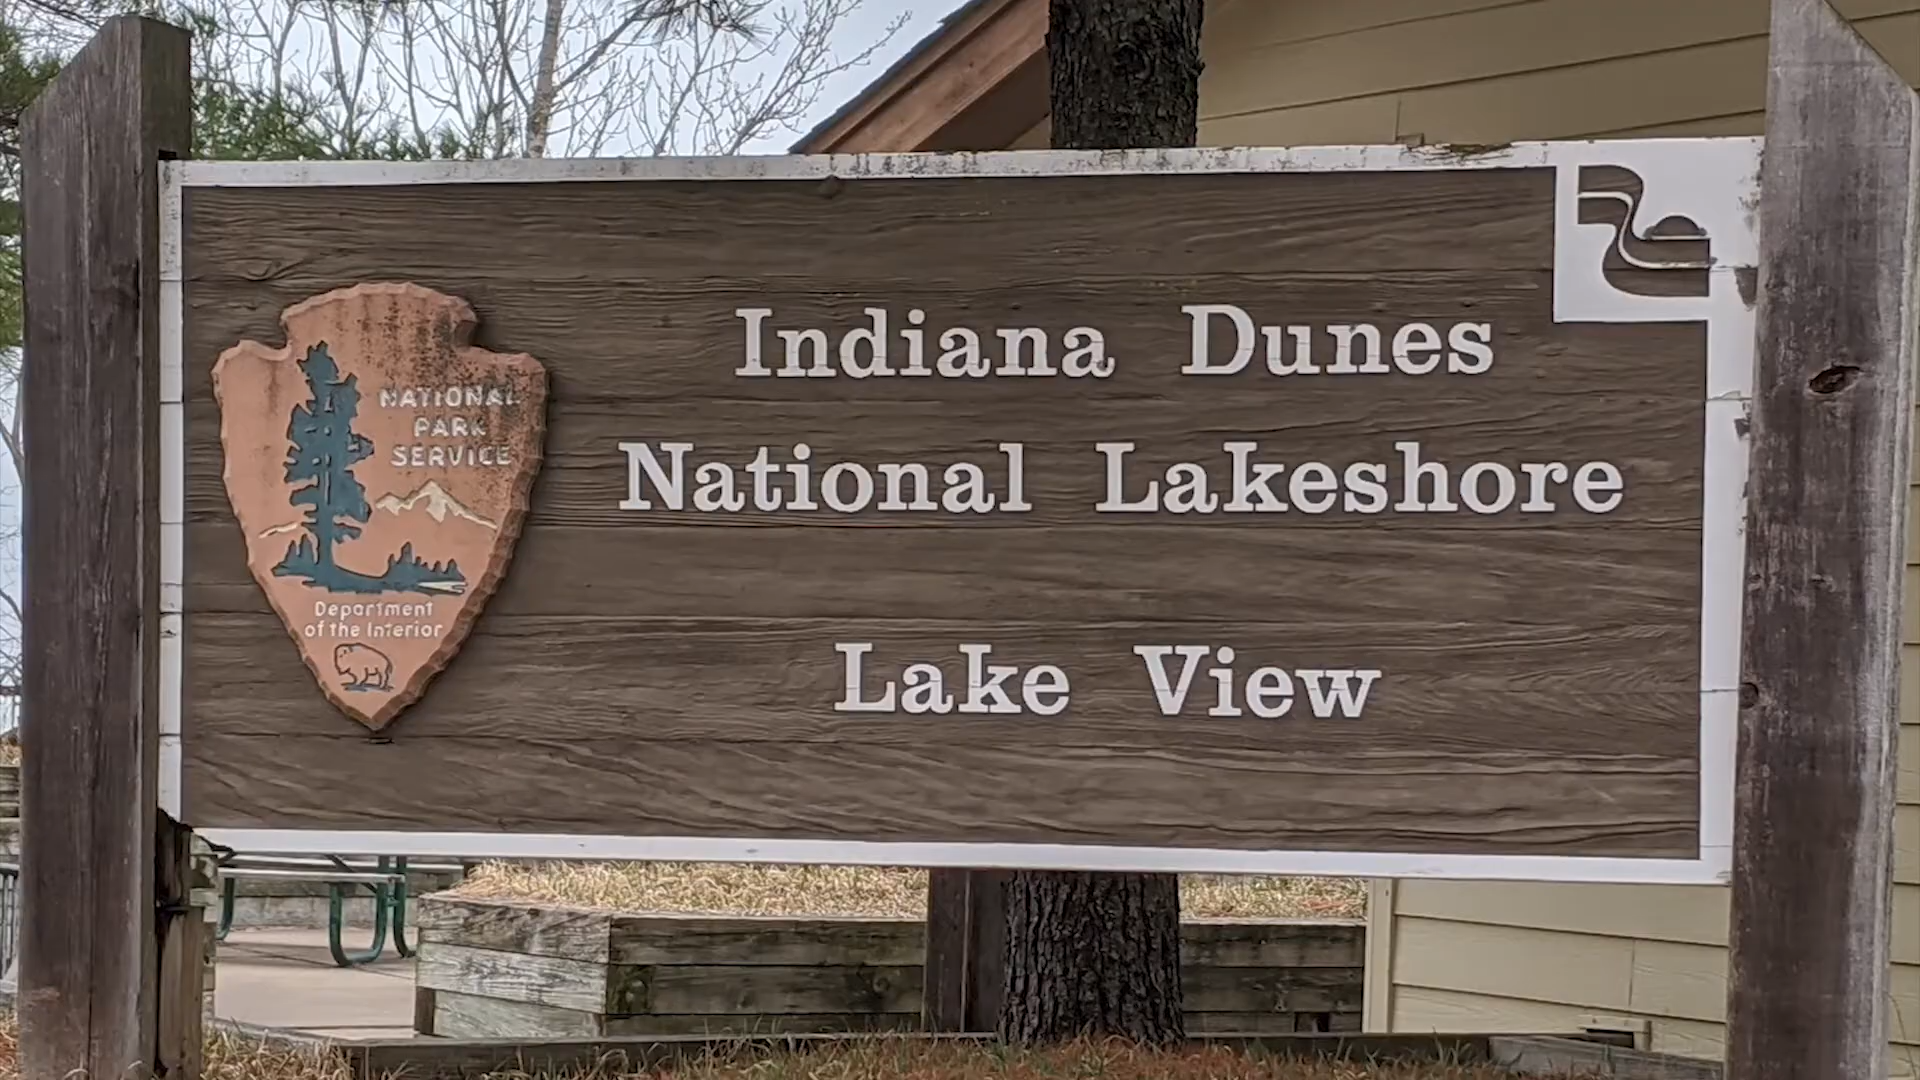 NATIONAL
PARK
SERVICE
Department
of the Interior
Indiana Dunes
National Lakeshore
Lake View